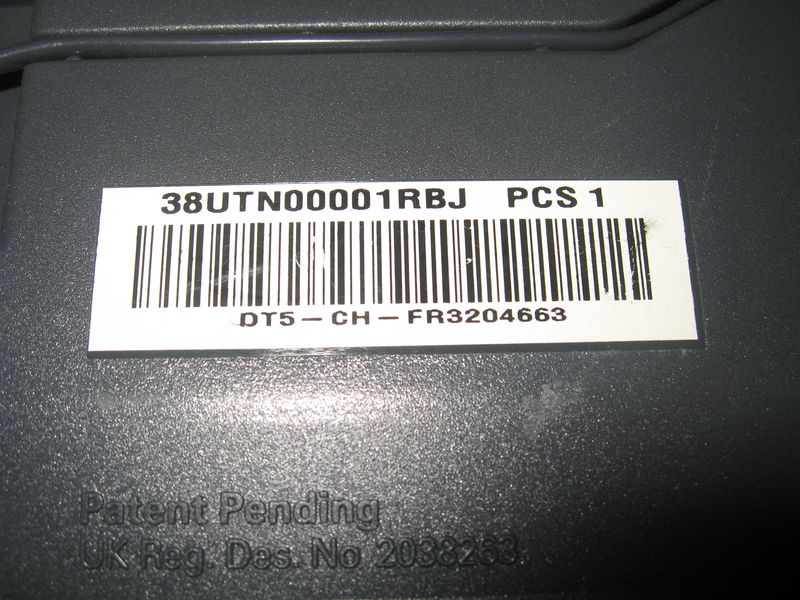 38UTN00001RBJ PCS 1
DT5-CH-FR3204663
Patent Pending
UK Reg. Des. No 2038263